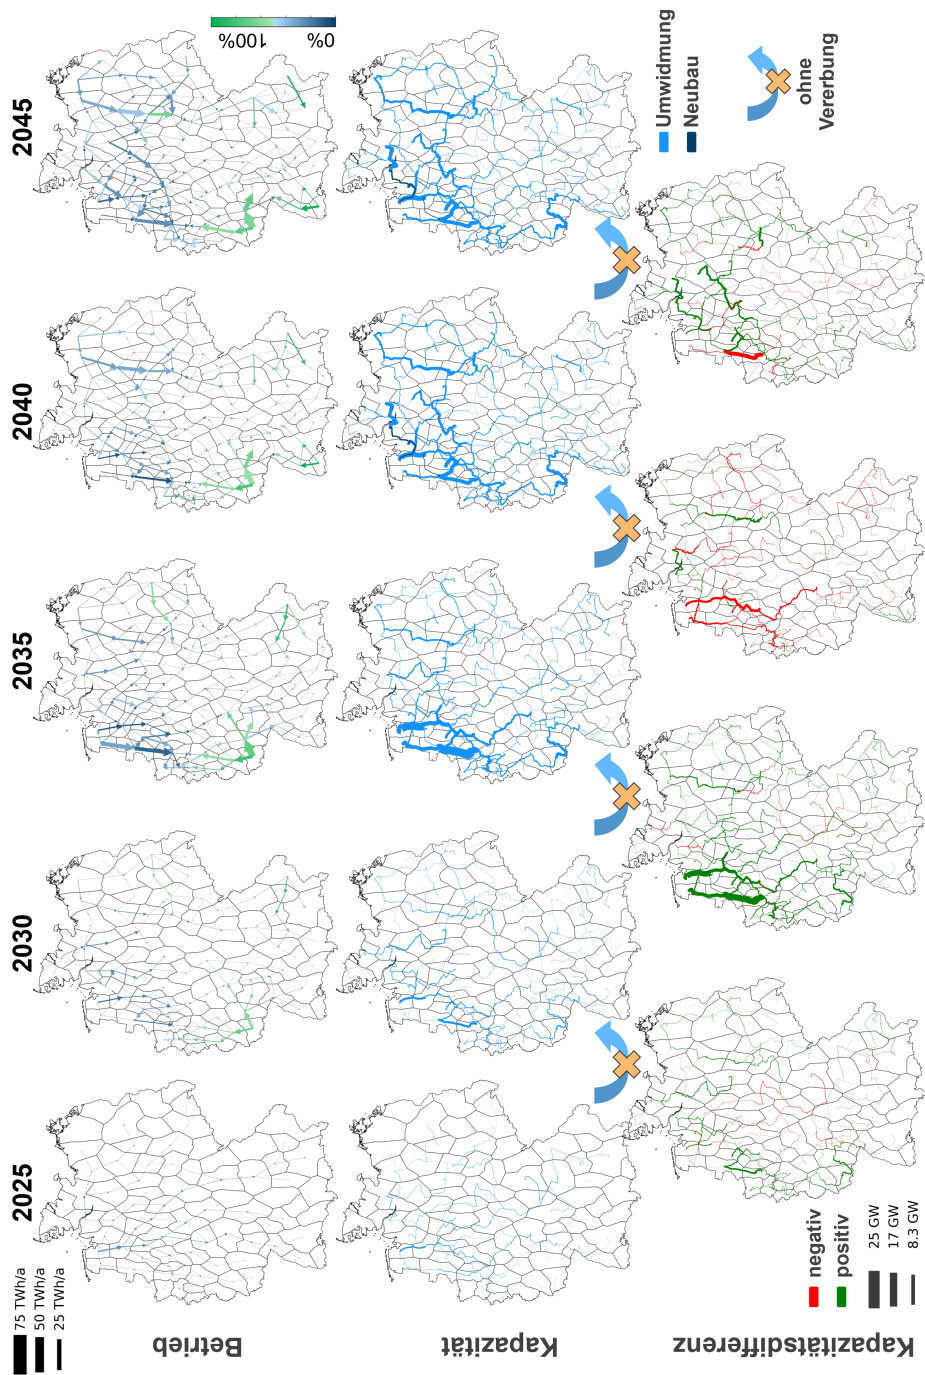 2025
2030
2035
2040
2045
75 TWh/a
50 TWh/a
25 TWh/a
0%
100%
Betrieb
Kapazität
Umwidmung
Neubau
ohne
Vererbung
negativ
positiv
25 GW
17 GW
8.3 GW
Kapazitätsdifferenz